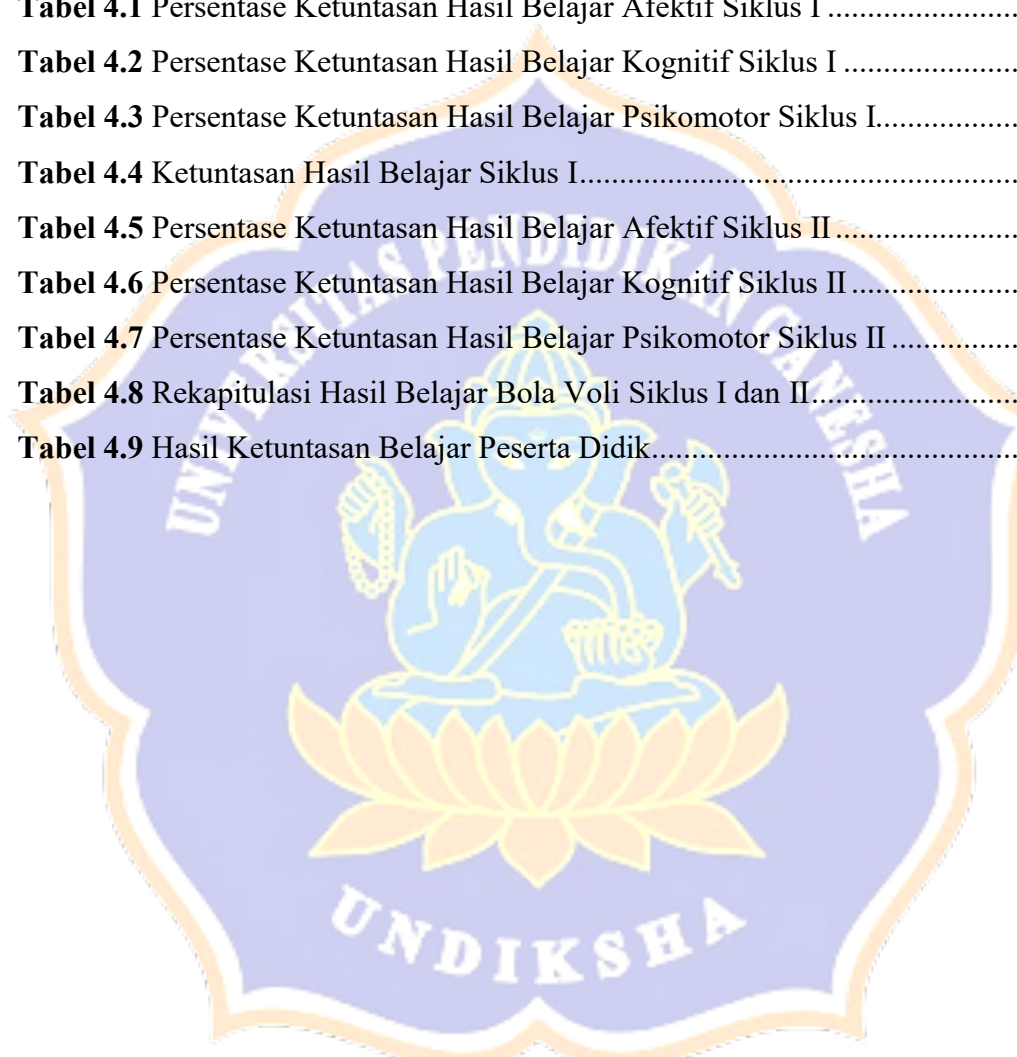 Tabel 4.1 Persentase Ketuntasan Hasil Belajar Afektif Siklus I ........................
Tabel 4.2 Persentase Ketuntasan Hasil Belajar Kognitif Siklus I ......................
Tabel 4.3 Persentase Ketuntasan Hasil Belajar Psikomotor Siklus I..................
Tabel 4.4 Ketuntasan Hasil Belajar Siklus I.......................................................
Tabel 4.5 Persentase Ketuntasan Hasil Belajar Afektif Siklus II.......................
Tabel 4.6 Persentase Ketuntasan Hasil Belajar Kognitif Siklus II.....................
Tabel 4.7 Persentase Ketuntasan Hasil Belajar Psikomotor Siklus II................
Tabel 4.8 Rekapitulasi Hasil Belajar Bola Voli Siklus I dan II..........................
Tabel 4.9 Hasil Ketuntasan Belajar Peserta Didik..............................................
UNIVERSITAS PENDIDIKAN GANESHA
UNDIKSHA